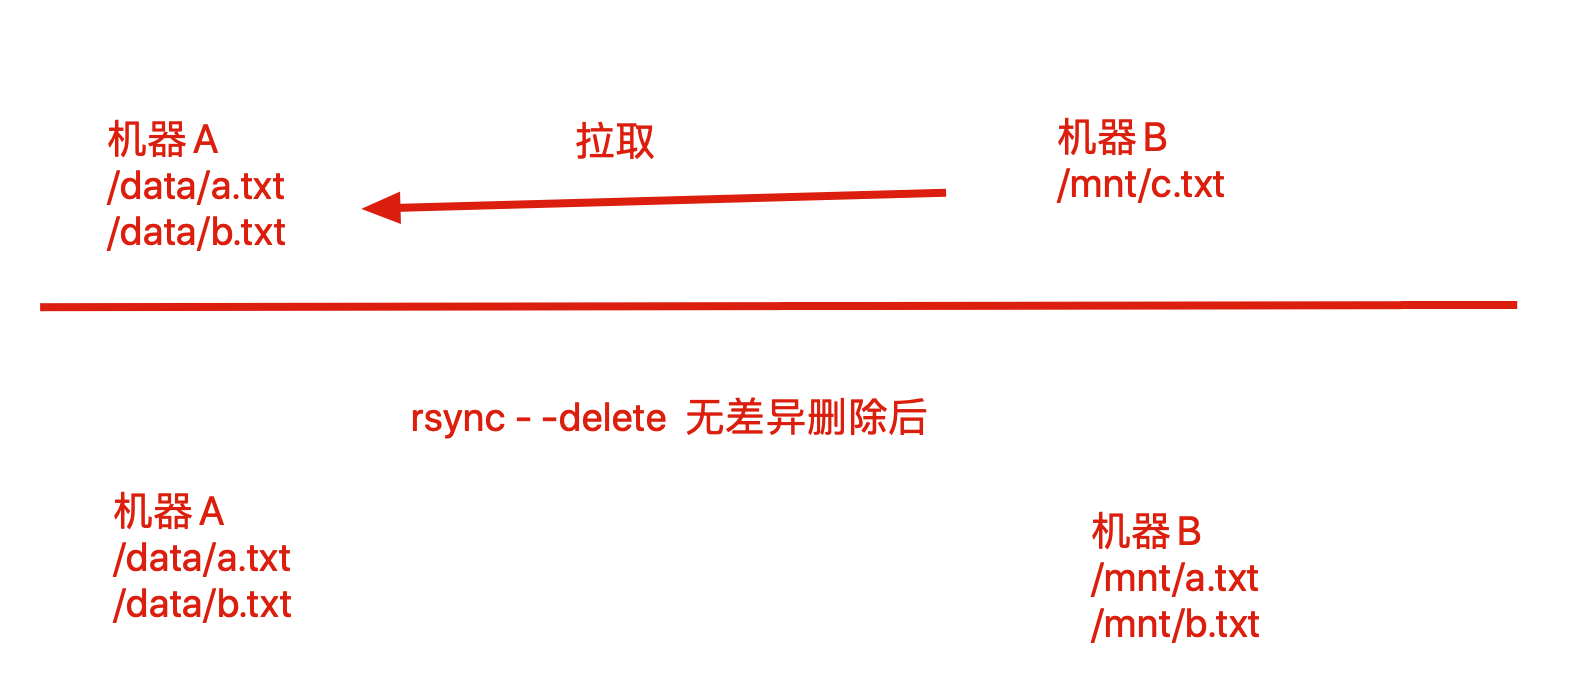 机器A
/data/a.txt
/data/b.txt
拉取
机器B
/mnt/c.txt
rsync - -delete 无差异删除后
机器A
/data/a.txt
/data/b.txt
机器B
/mnt/a.txt
/mnt/b.txt